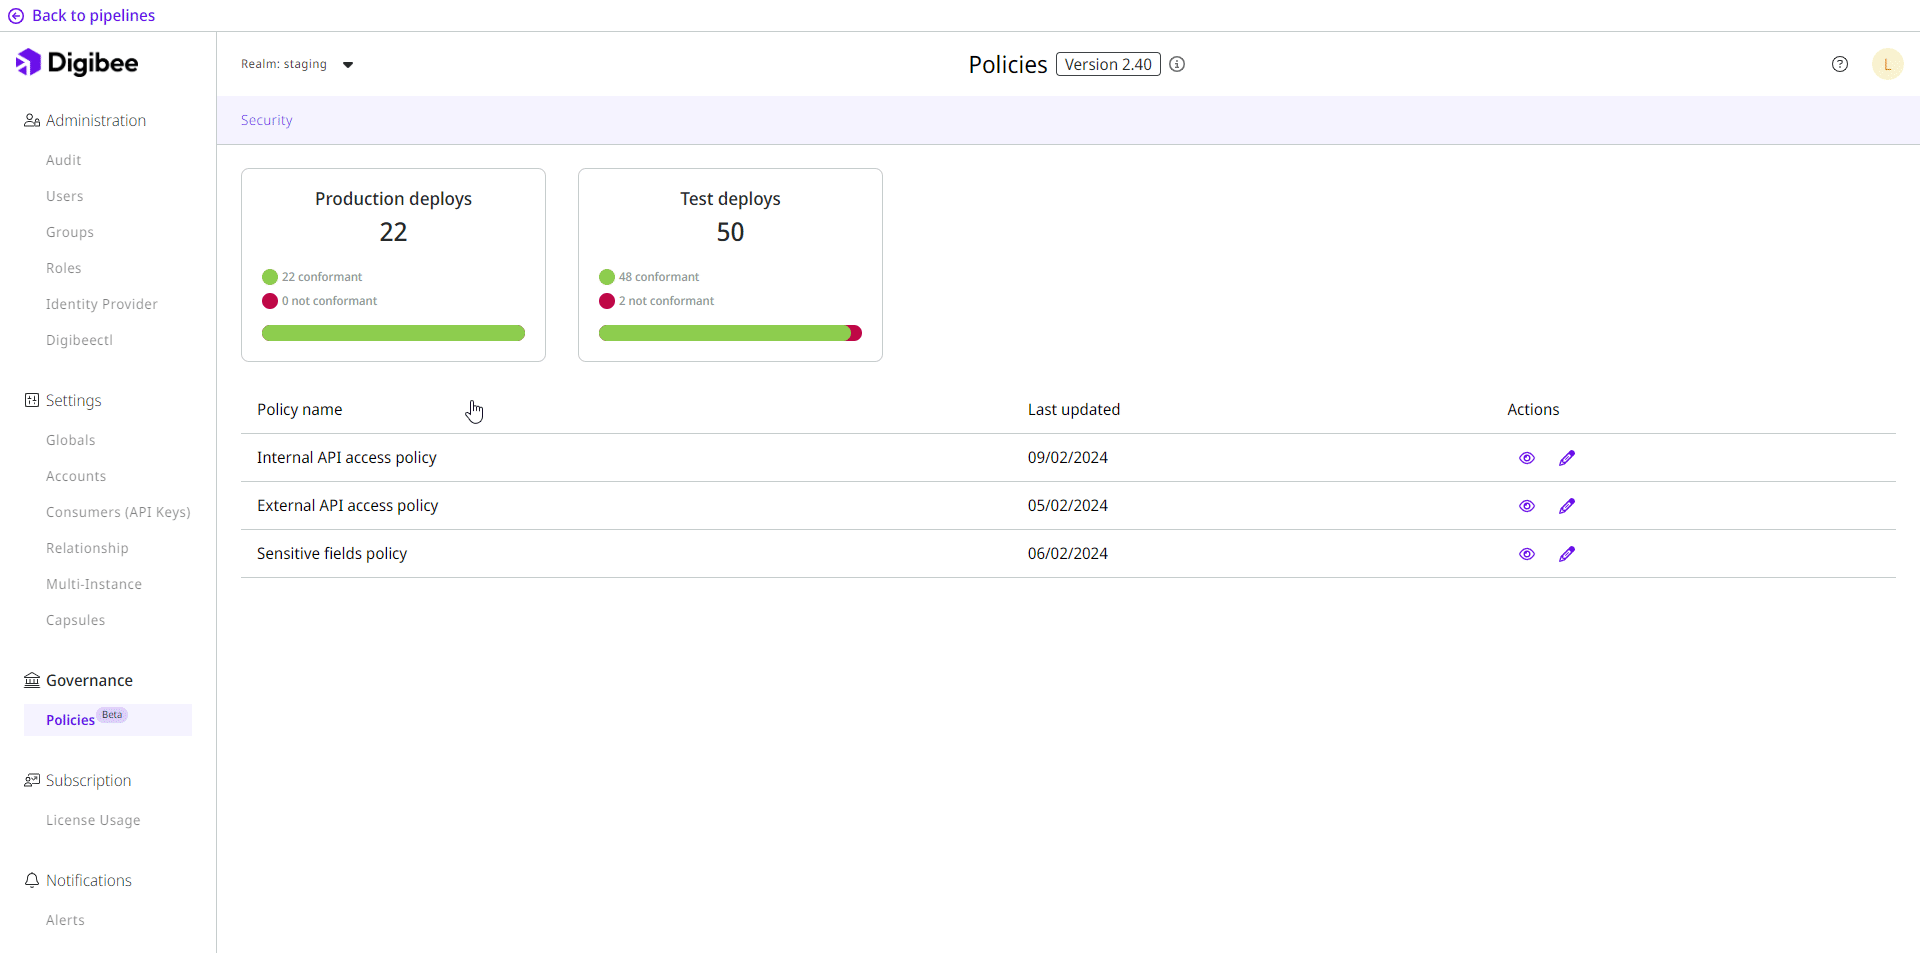 Back to pipelines
Digibee
Realm: staging
Policies Version 2.40
L
Administration
Audit
Users
Groups
Roles
Identity Provider
Digibeectl
Settings
Globals
Accounts
Consumers (API Keys)
Relationship
Multi-Instance
Capsules
Governance
Policies Beta
Subscription
License Usage
Notifications
Alerts
Security
Production deploys
22
22 conformant
0 not conformant
Test deploys
50
48 conformant
2 not conformant
Policy name Last updated Actions
Internal API access policy 09/02/2024
External API access policy 05/02/2024
Sensitive fields policy 06/02/2024